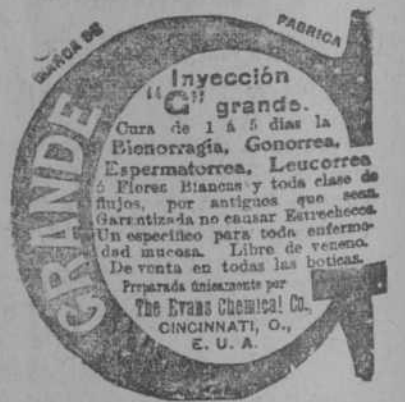 MARCA DE FABRICA
GRANDE
Inyección
"G" grande.
Cura de 1 á 5 dias la
Blenorragia, Gonorrea,
Espermatorrea, Leucorrea
ó Flores Blancas y toda clase de
flujos, por antiguos que sean.
Garantizada no causar Estrecheces.
Un especifico para toda enferme-
dad mucosa. Libre de veneno.
De venta en todas las boticas.
Preparada únicamente por
The Evans Chemical Co.,
CINCINNATI, O.,
E. U. A.